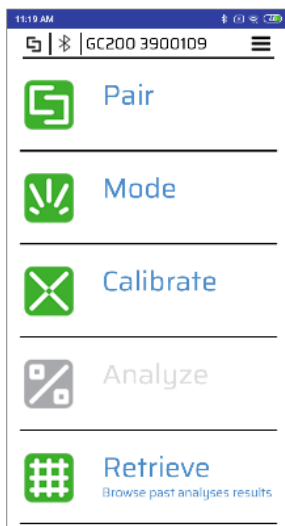 11:19 AM
GC200 3900109
Pair
Mode
Calibrate
Analyze
Retrieve
Browse past analyses results